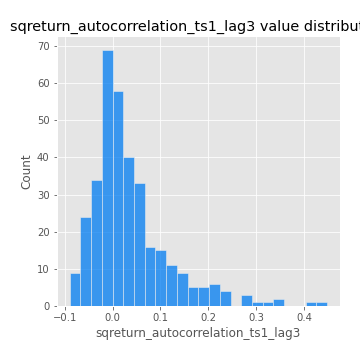 sqreturn_autocorrelation_ts1_lag3 value distribut
70
60
50
40
30
20
10
0
Count
−0.1 0.0 0.1 0.2 0.3 0.4
sqreturn_autocorrelation_ts1_lag3